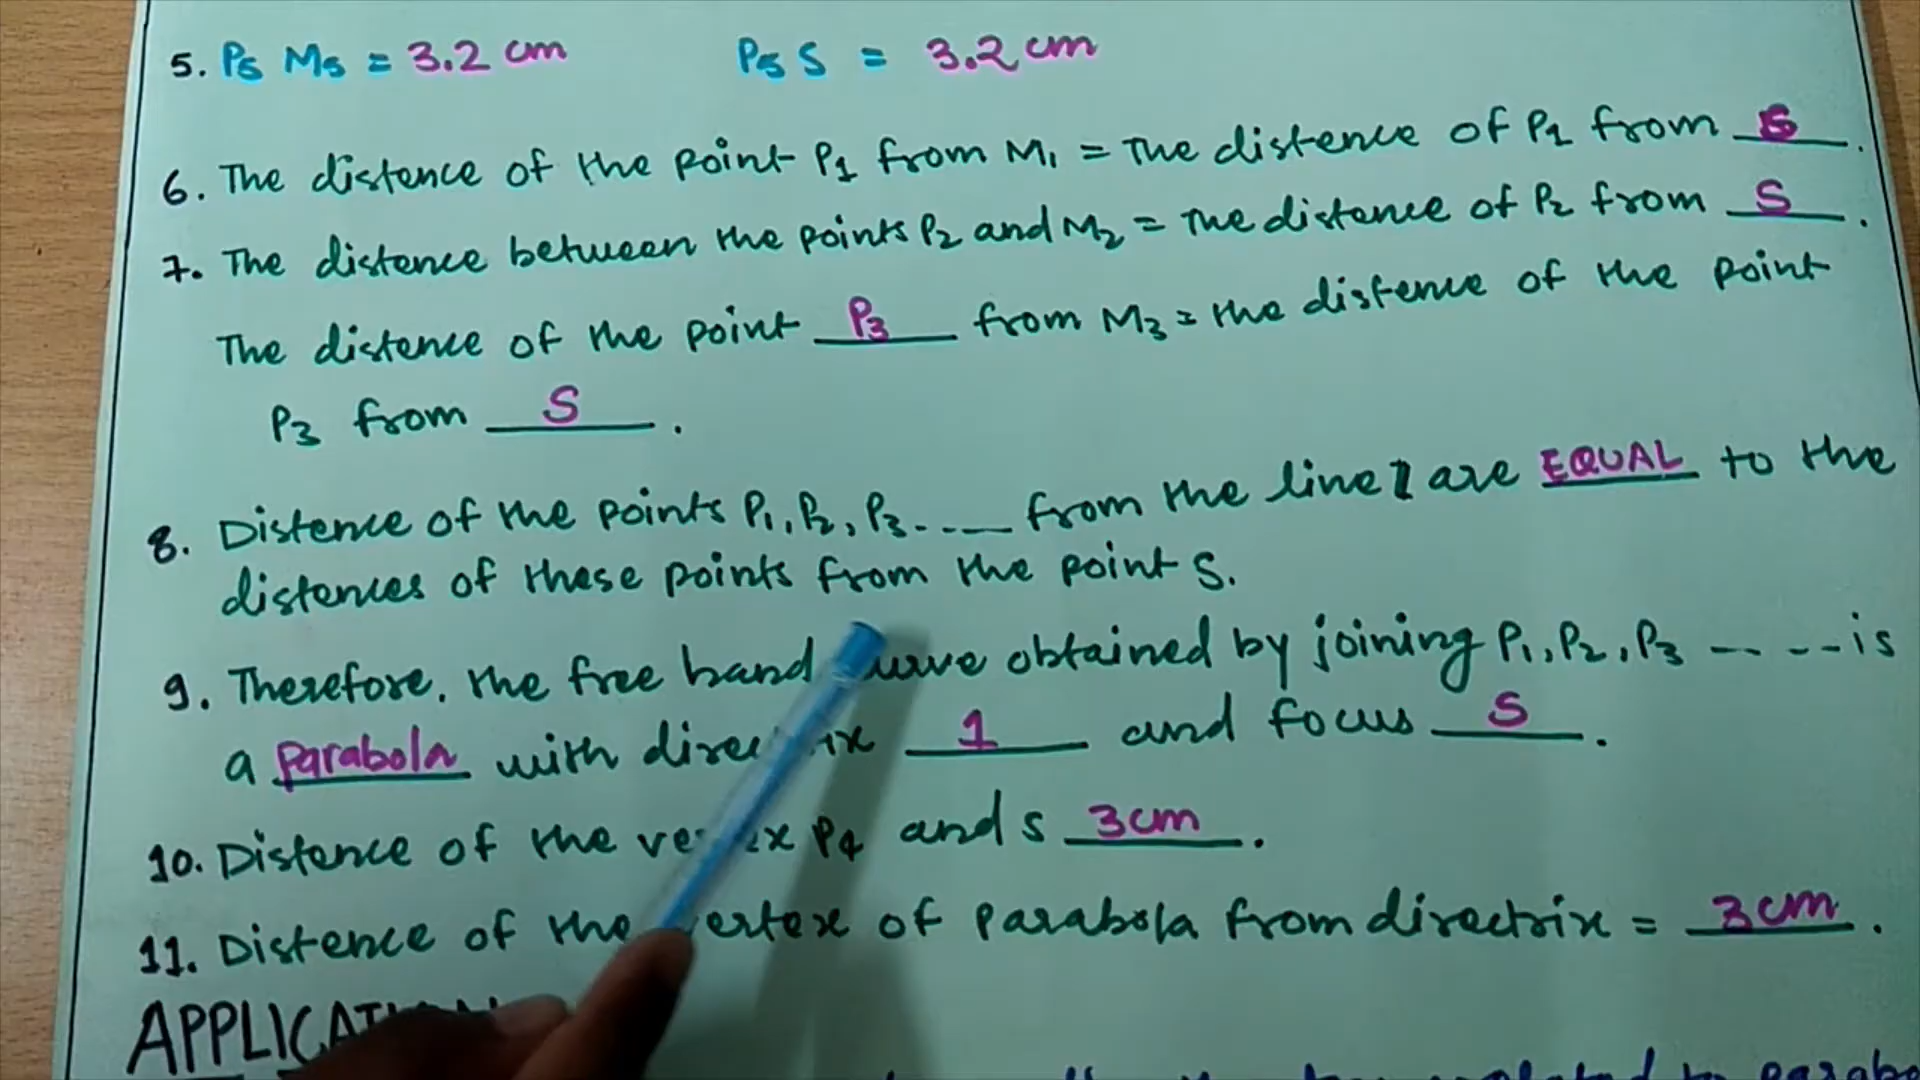 5. P5 M5 = 3.2 cm P5 S = 3.2 cm
6. The distence of the point P1 from M1 = The distence of P1 from S.
7. The distence between the points P2 and M2 = The distence of P2 from S.
The distence of the point P3 from M3 = the distence of the point
P3 from S.
8. Distence of the points P1, P2, P3 ---- from the line l are EQUAL to the
distences of these points from the point S.
9. Therefore, the free hand curve obtained by joining P1, P2, P3 ---- is
a Parabola with directrix 1 and focus S.
10. Distence of the vertex P4 and S 3cm.
11. Distence of the vertex of parabola from directrix = 3cm.